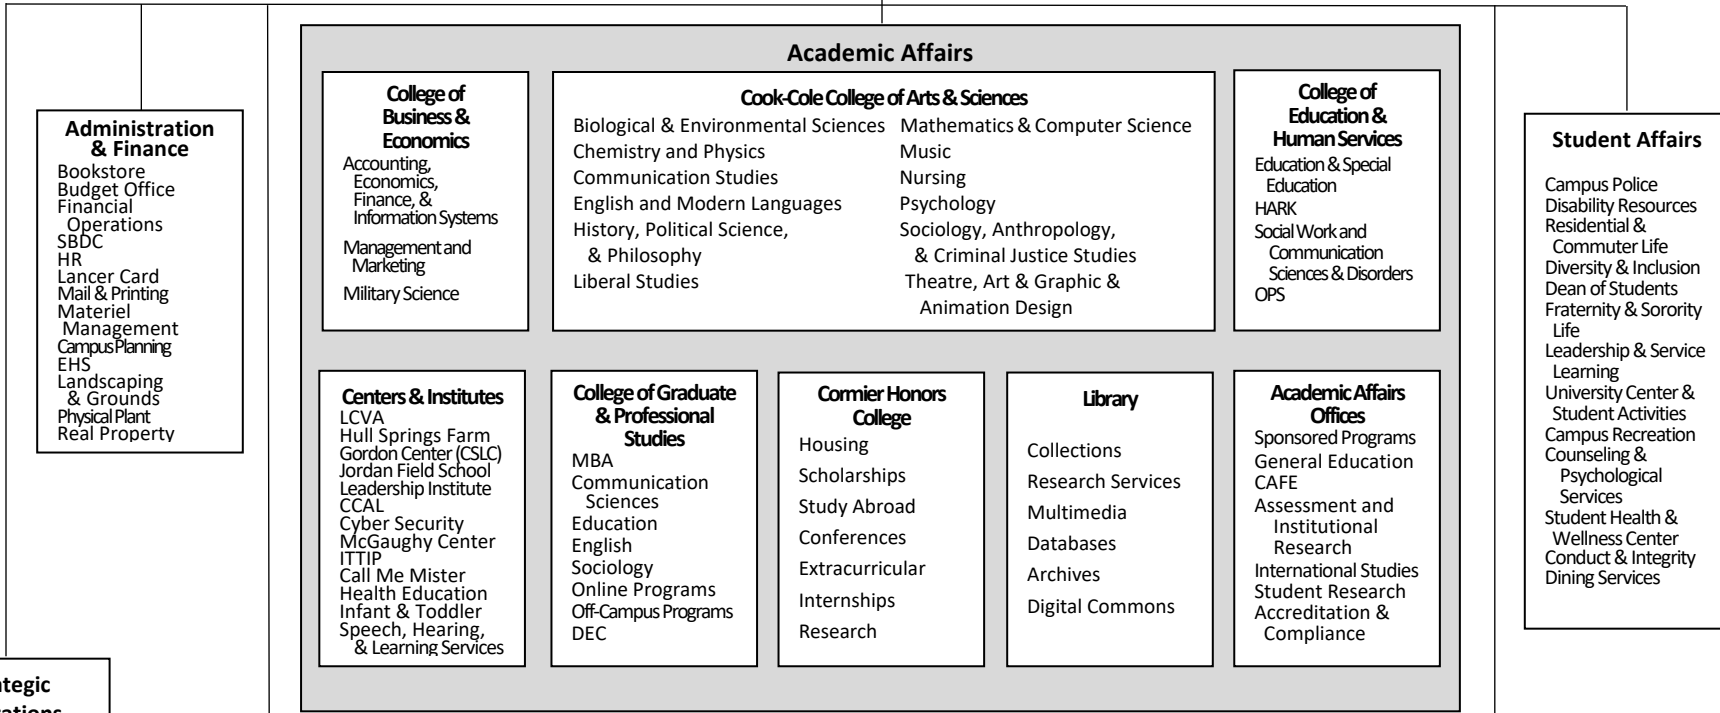 Academic Affairs
Administration
& Finance
Bookstore
Budget Office
Financial
Operations
SBDC
HR
Lancer Card
Mail & Printing
Materiel
Management
Campus Planning
EHS
Landscaping
& Grounds
Physical Plant
Real Property
College of
Business &
Economics
Accounting,
Economics,
Finance, &
Information Systems
Management and
Marketing
Military Science
Cook-Cole College of Arts & Sciences
Biological & Environmental Sciences
Chemistry and Physics
Communication Studies
English and Modern Languages
History, Political Science,
& Philosophy
Liberal Studies
Mathematics & Computer Science
Music
Nursing
Psychology
Sociology, Anthropology,
& Criminal Justice Studies
Theatre, Art & Graphic &
Animation Design
College of
Education &
Human Services
Education & Special
Education
HARK
Social Work and
Communication
Sciences & Disorders
OPS
Student Affairs
Campus Police
Disability Resources
Residential &
Commuter Life
Diversity & Inclusion
Dean of Students
Fraternity & Sorority
Life
Leadership & Service
Learning
University Center &
Student Activities
Campus Recreation
Counseling &
Psychological
Services
Student Health &
Wellness Center
Conduct & Integrity
Dining Services
Centers & Institutes
LCVA
Hull Springs Farm
Gordon Center (CSLC)
Jordan Field School
Leadership Institute
CCAL
Cyber Security
McGaughy Center
ITTIP
Call Me Mister
Health Education
Infant & Toddler
Speech, Hearing,
& Learning Services
College of Graduate
& Professional
Studies
MBA
Communication
Sciences
Education
English
Sociology
Online Programs
Off-Campus Programs
DEC
Cormier Honors
College
Housing
Scholarships
Study Abroad
Conferences
Extracurricular
Internships
Research
Library
Collections
Research Services
Multimedia
Databases
Archives
Digital Commons
Academic Affairs
Offices
Sponsored Programs
General Education
CAFE
Assessment and
Institutional
Research
International Studies
Student Research
Accreditation &
Compliance